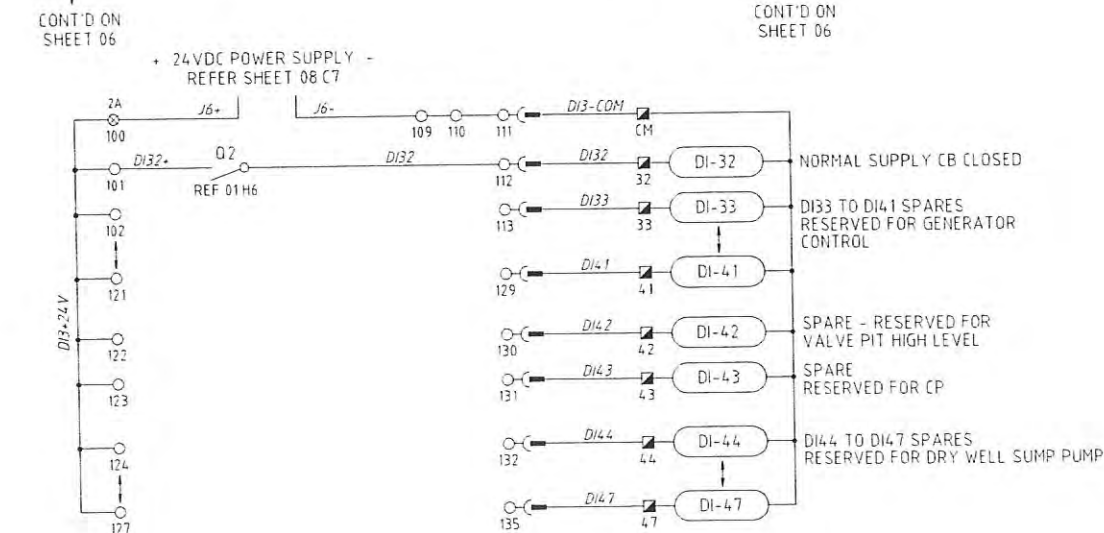 CONT'D ON
SHEET 06
CONT'D ON
SHEET 06
+ 24VDC POWER SUPPLY -
REFER SHEET 08 C7
2A
100
J6+
J6-
109
110
111
DI3-COM
CM
101
DI32+
Q2
REF 01H6
DI32
112
DI32
32
DI-32
NORMAL SUPPLY CB CLOSED
102
113
DI33
33
DI-33
DI33 TO DI41 SPARES
RESERVED FOR GENERATOR
CONTROL
121
129
DI41
41
DI-41
DI3+24V
122
130
DI42
42
DI-42
SPARE - RESERVED FOR
VALVE PIT HIGH LEVEL
123
131
DI43
43
DI-43
SPARE
RESERVED FOR CP
124
132
DI44
44
DI-44
DI44 TO DI47 SPARES
RESERVED FOR DRY WELL SUMP PUMP
127
135
DI47
47
DI-47